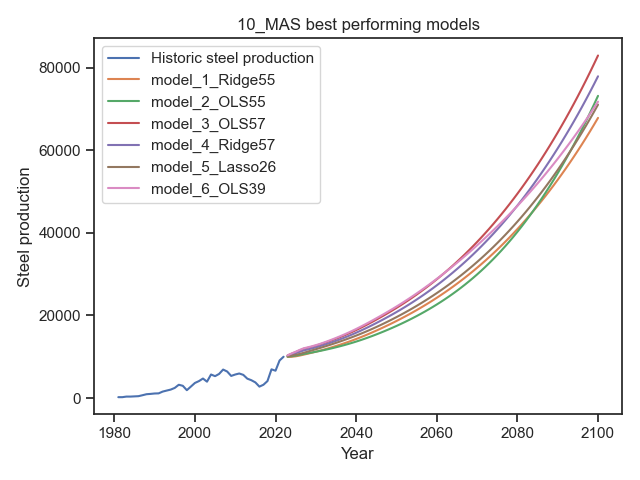 10_MAS best performing models
Historic steel production
model_1_Ridge55
model_2_OLS55
model_3_OLS57
model_4_Ridge57
model_5_Lasso26
model_6_OLS39
Steel production
80000
60000
40000
20000
0
1980 2000 2020 2040 2060 2080 2100
Year